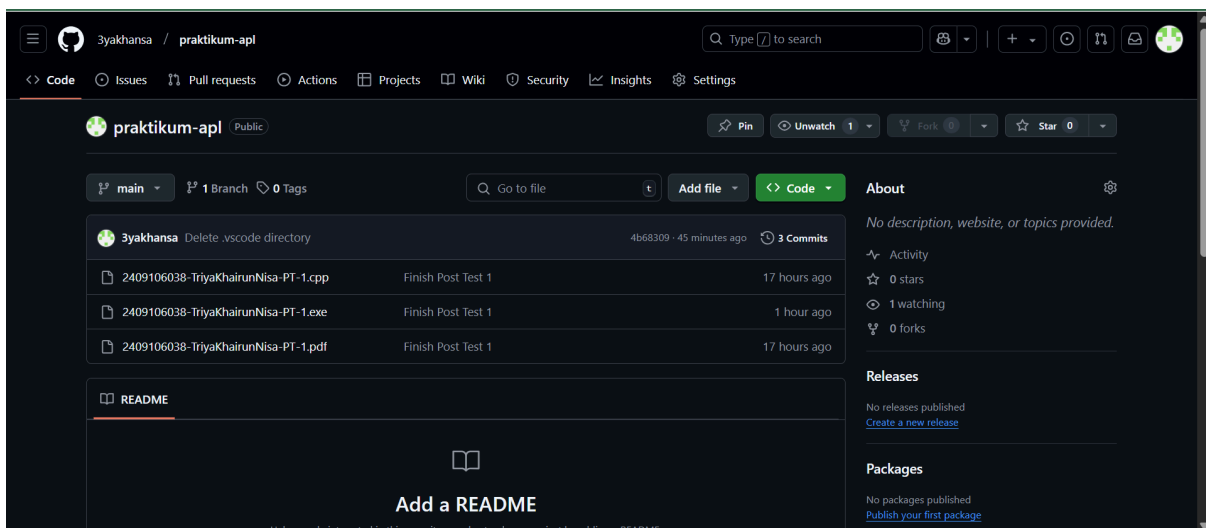 3yakhansa / praktikum-apl
Type / to search
Code Issues Pull requests Actions Projects Wiki Security Insights Settings
praktikum-apl Public
Pin Unwatch 1 Fork 0 Star 0
main 1 Branch 0 Tags Go to file t Add file Code
3yakhansa Delete .vscode directory 4b68309 · 45 minutes ago 3 Commits
2409106038-TriyaKhairunNisa-PT-1.cpp Finish Post Test 1 17 hours ago
2409106038-TriyaKhairunNisa-PT-1.exe Finish Post Test 1 1 hour ago
2409106038-TriyaKhairunNisa-PT-1.pdf Finish Post Test 1 17 hours ago
README
Add a README
About
No description, website, or topics provided.
Activity
0 stars
1 watching
0 forks
Releases
No releases published
Create a new release
Packages
No packages published
Publish your first package